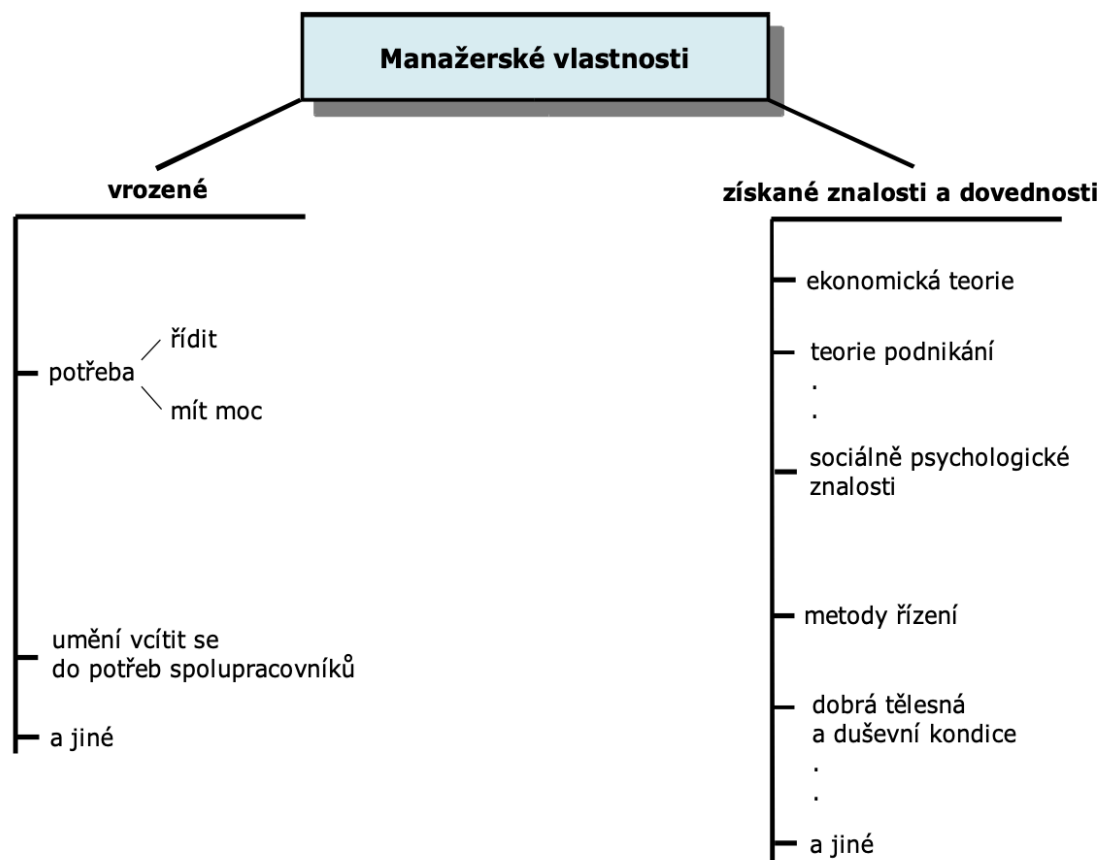 Manažerské vlastnosti
vrozené
potřeba
řídit
mít moc
umění vcítit se
do potřeb spolupracovníků
a jiné
získané znalosti a dovednosti
ekonomická teorie
teorie podnikání
.
.
sociálně psychologické
znalosti
metody řízení
dobrá tělesná
a duševní kondice
.
.
a jiné